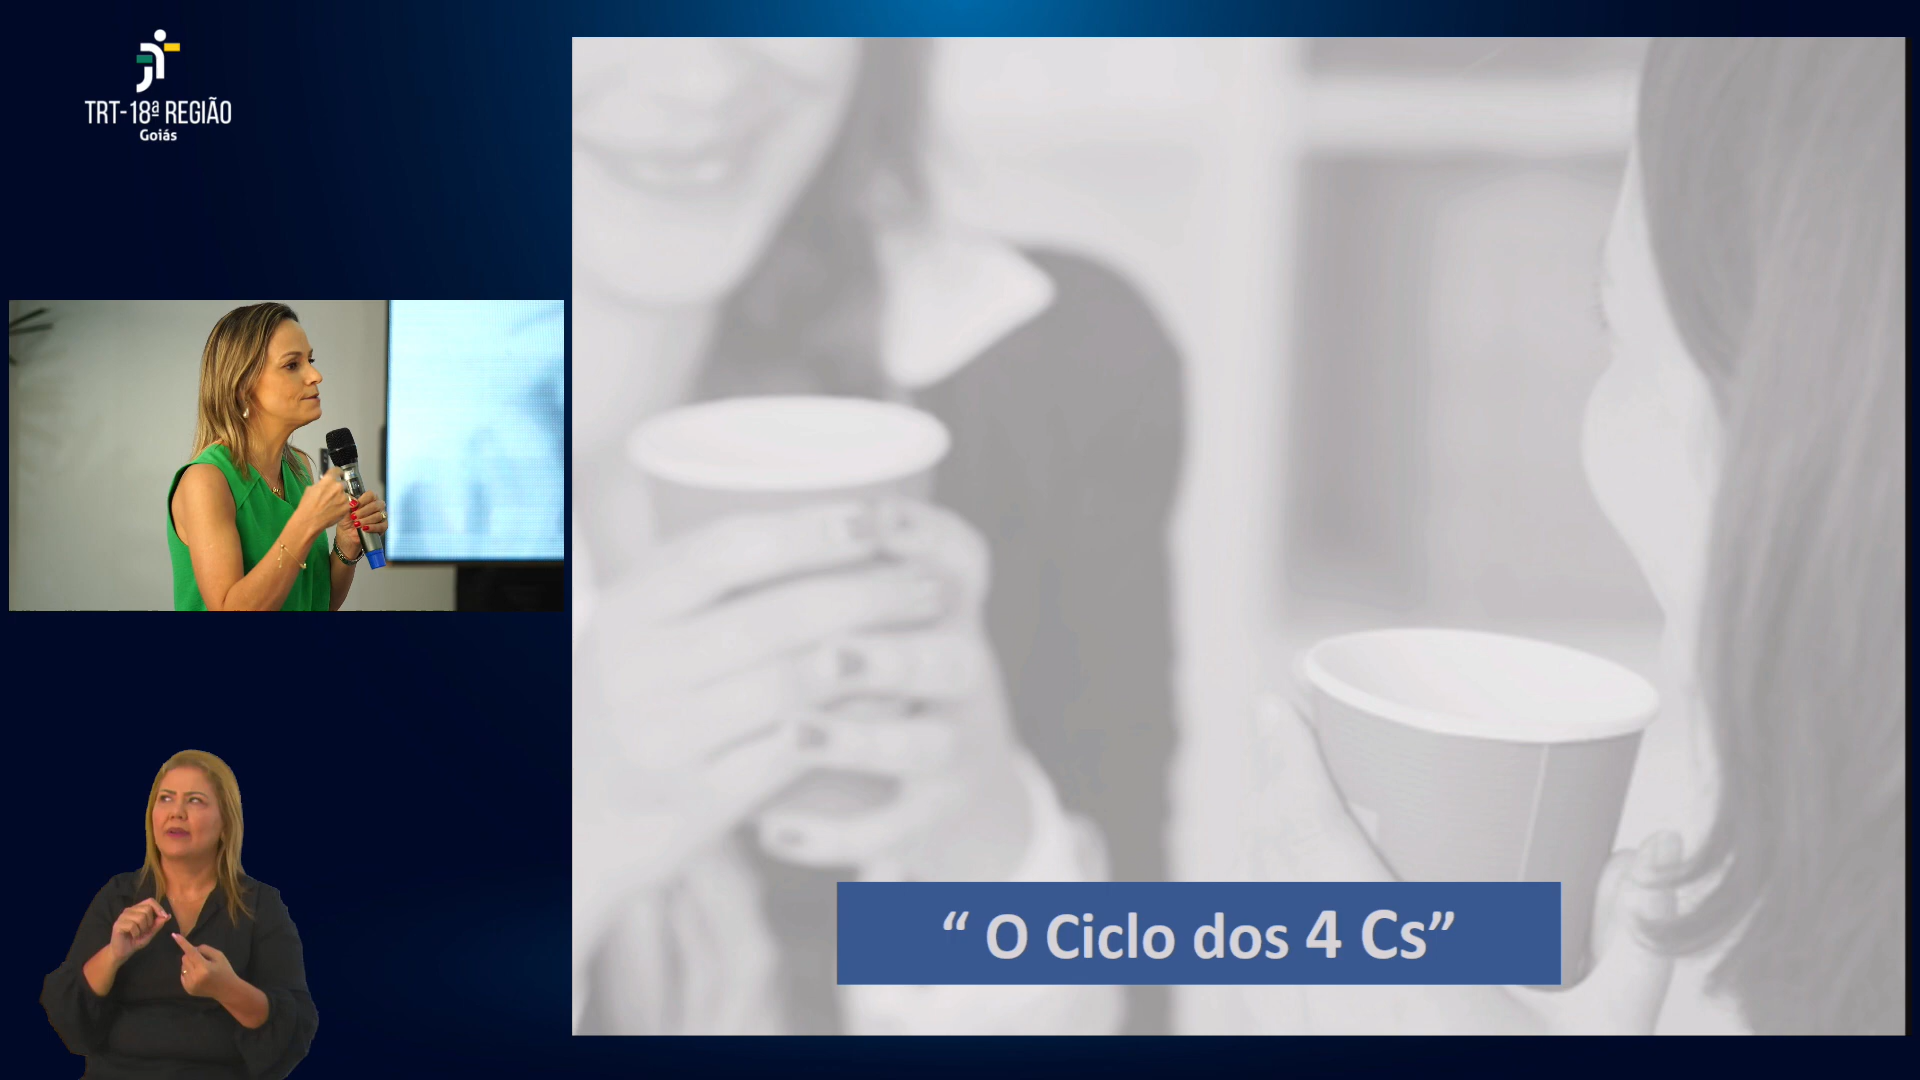 TRT-18ª REGIÃO
Goiás
“ O Ciclo dos 4 Cs”